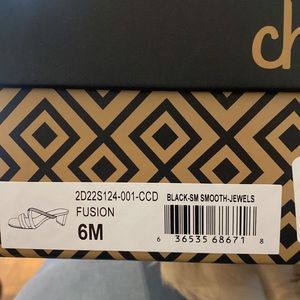 ch
2D22S124-001-CCD BLACK-SM SMOOTH-JEWELS
FUSION
6M
6 36535 68671 8